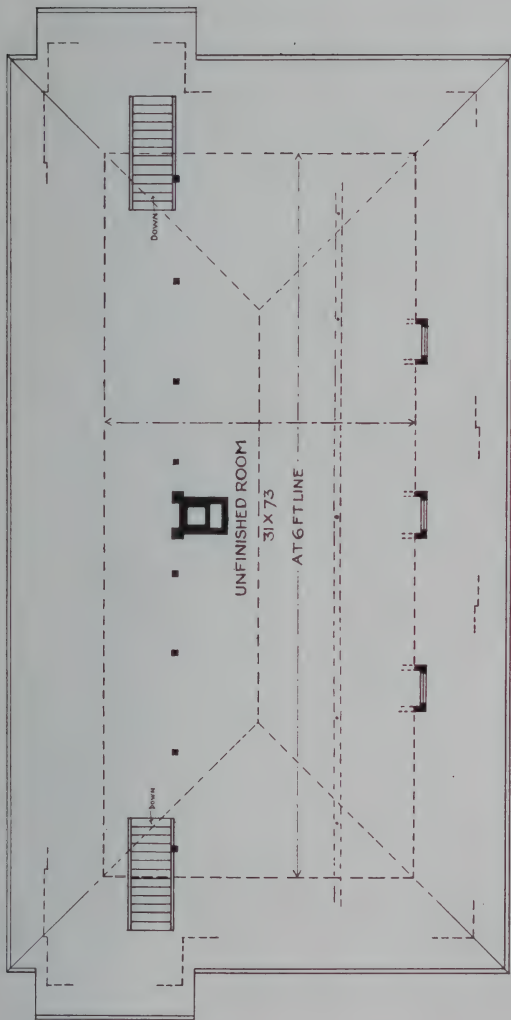 DOWN
UNFINISHED ROOM
31 X 73
AT 6 FT LINE
DOWN